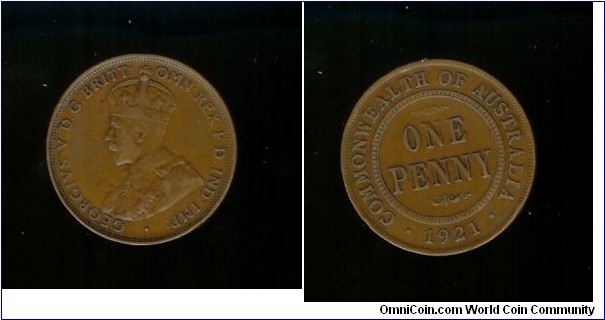 GEORGIVS V D.G. BRITT: OMN: REX F.D. IND: IMP:
COMMONWEALTH OF AUSTRALIA
ONE
PENNY
· 1921 ·
OmniCoin.com World Coin Community